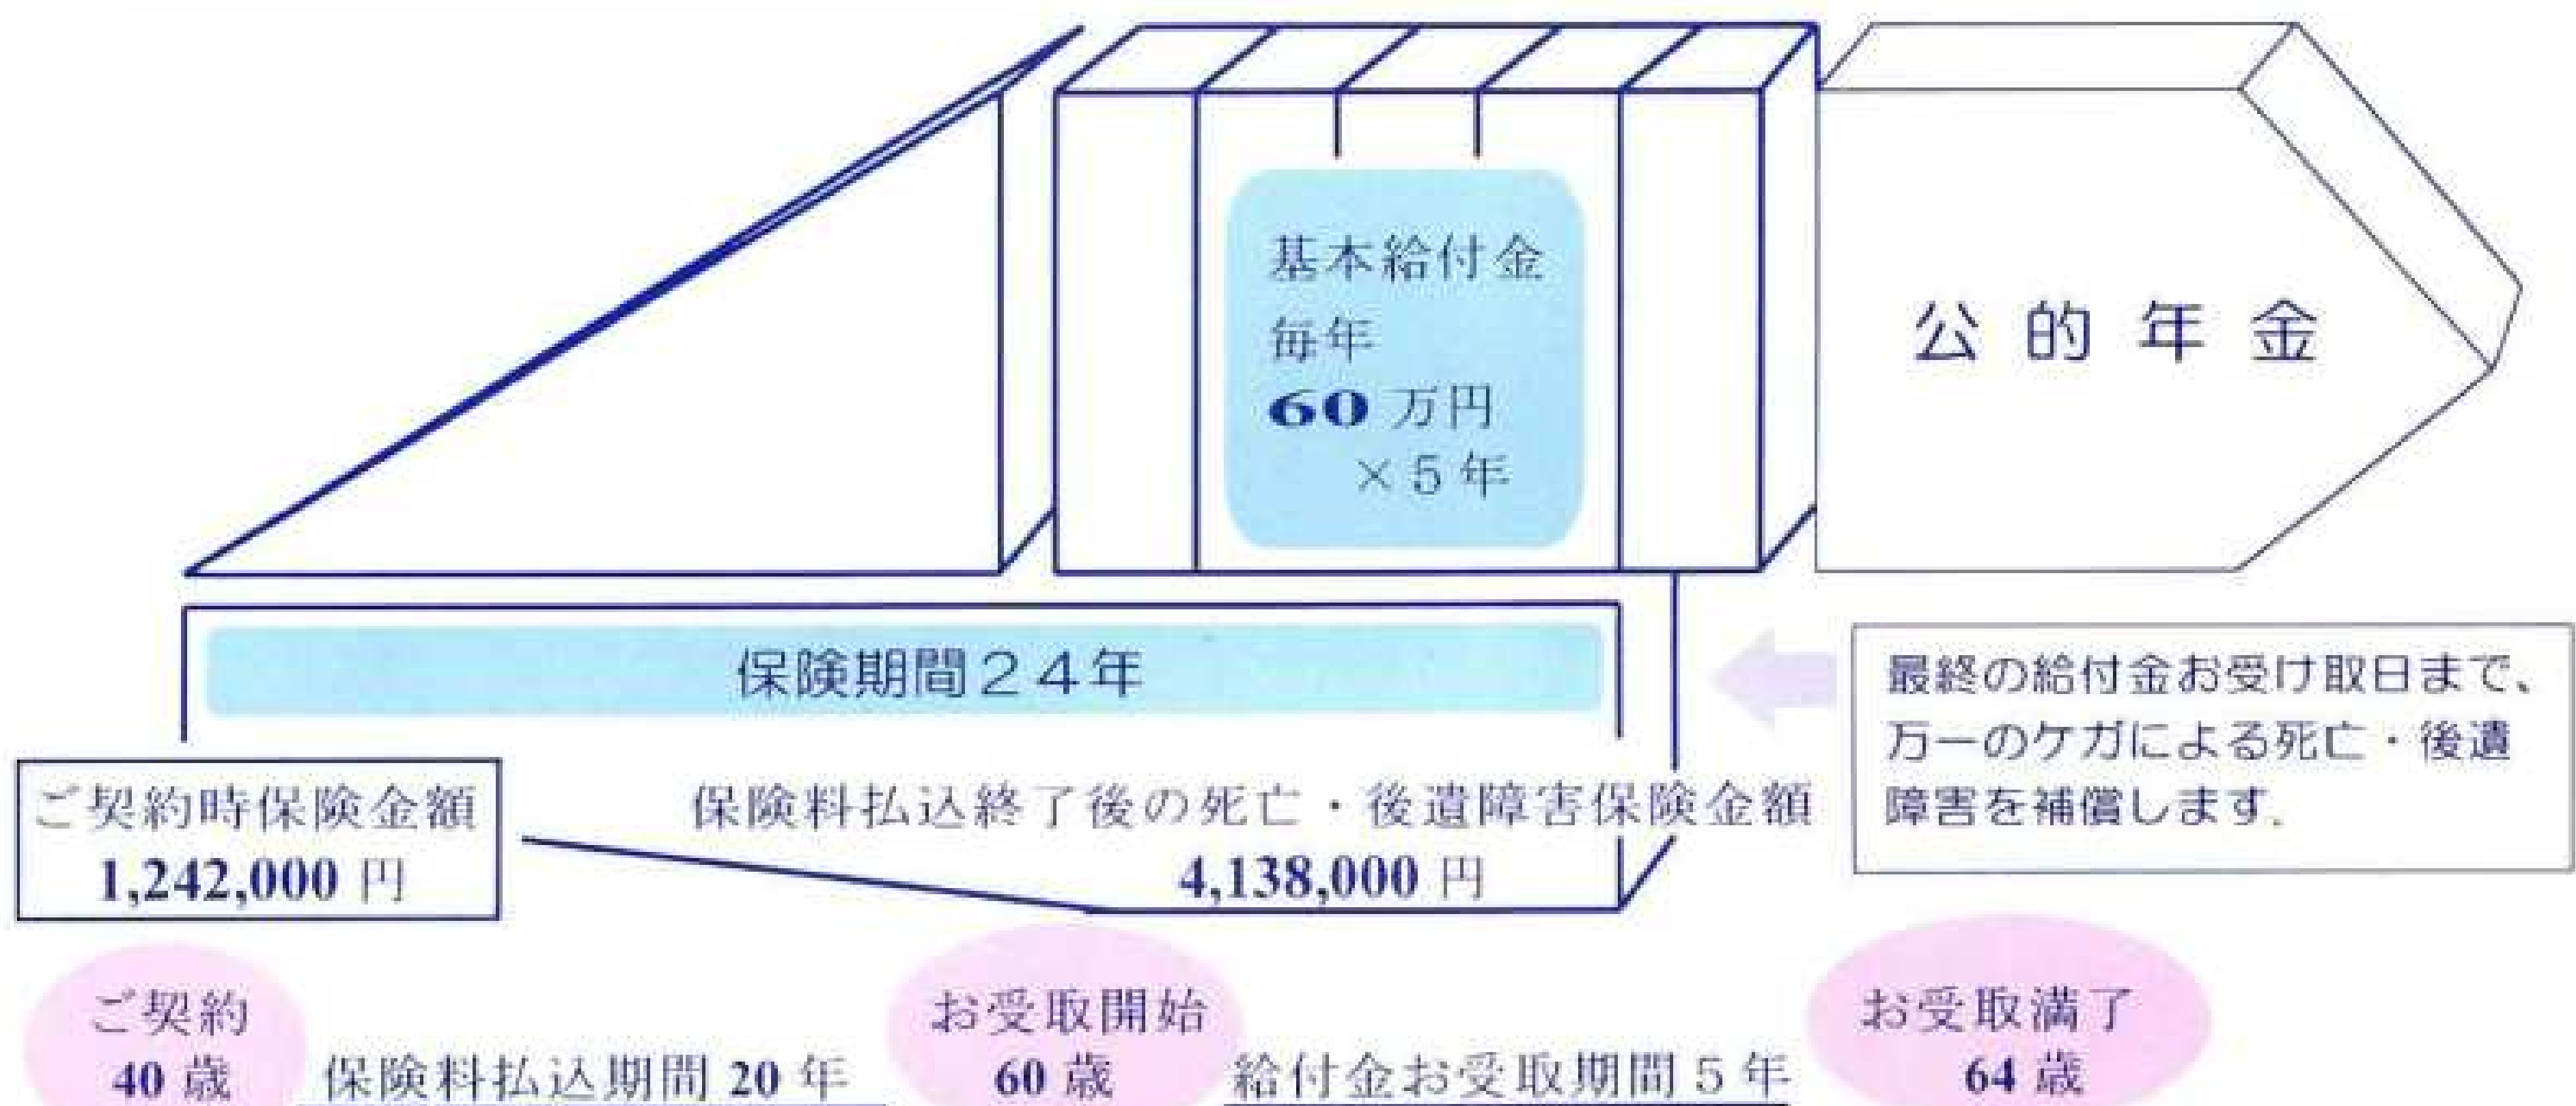 基本給付金
毎年
60 万円
×5年
公的年金
保険期間24年
最終の給付金お受け取日まで、
万一のケガによる死亡・後遺
障害を補償します.
ご契約時保険金額
1,242,000 円
保険料払込終了後の死亡・後遺障害保険金額
4,138,000 円
ご契約
40 歳
保険料払込期間 20 年
お受取開始
60 歳
給付金お受取期間 5 年
お受取満了
64 歳